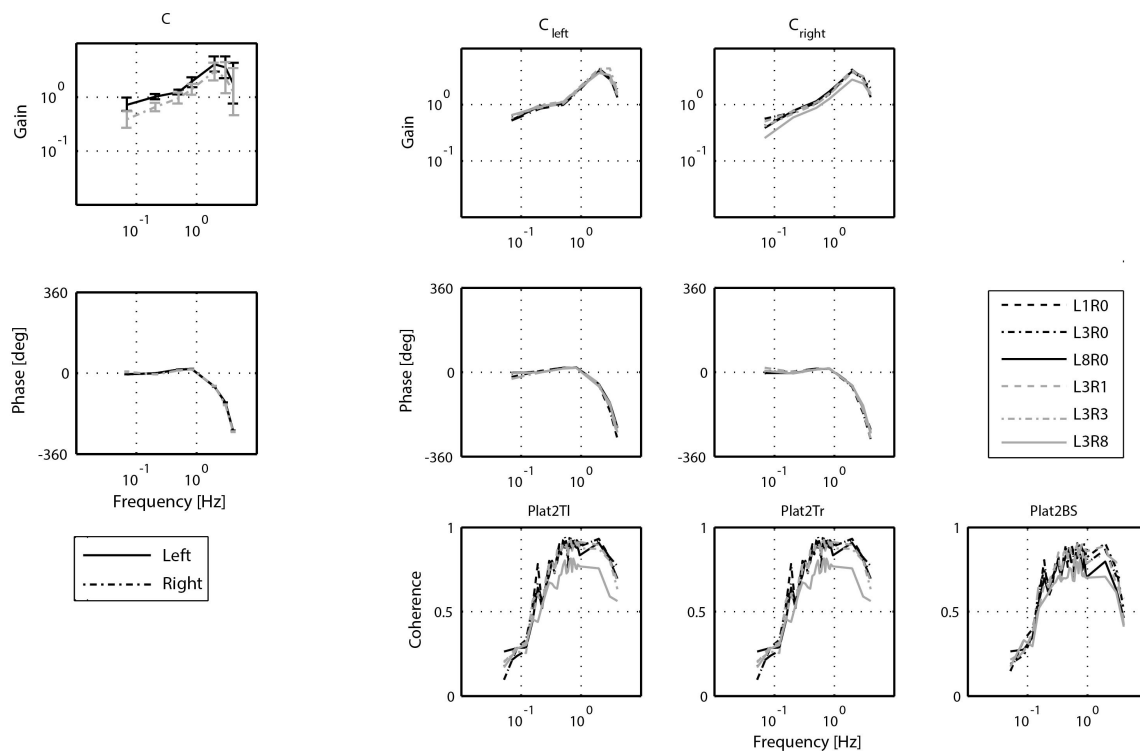 C
C left
C right
Gain
10^0
10^-1
10^-1
10^0
Gain
10^0
10^-1
10^-1
10^0
10^-1
10^0
Phase [deg]
360
0
-360
10^-1
10^0
Frequency [Hz]
Phase [deg]
360
0
-360
10^-1
10^0
360
0
-360
10^-1
10^0
L1R0
L3R0
L8R0
L3R1
L3R3
L3R8
Left
Right
Plat2Tl
Plat2Tr
Plat2BS
Coherence
1
0.5
0
10^-1
10^0
1
0.5
0
10^-1
10^0
1
0.5
0
10^-1
10^0
Frequency [Hz]